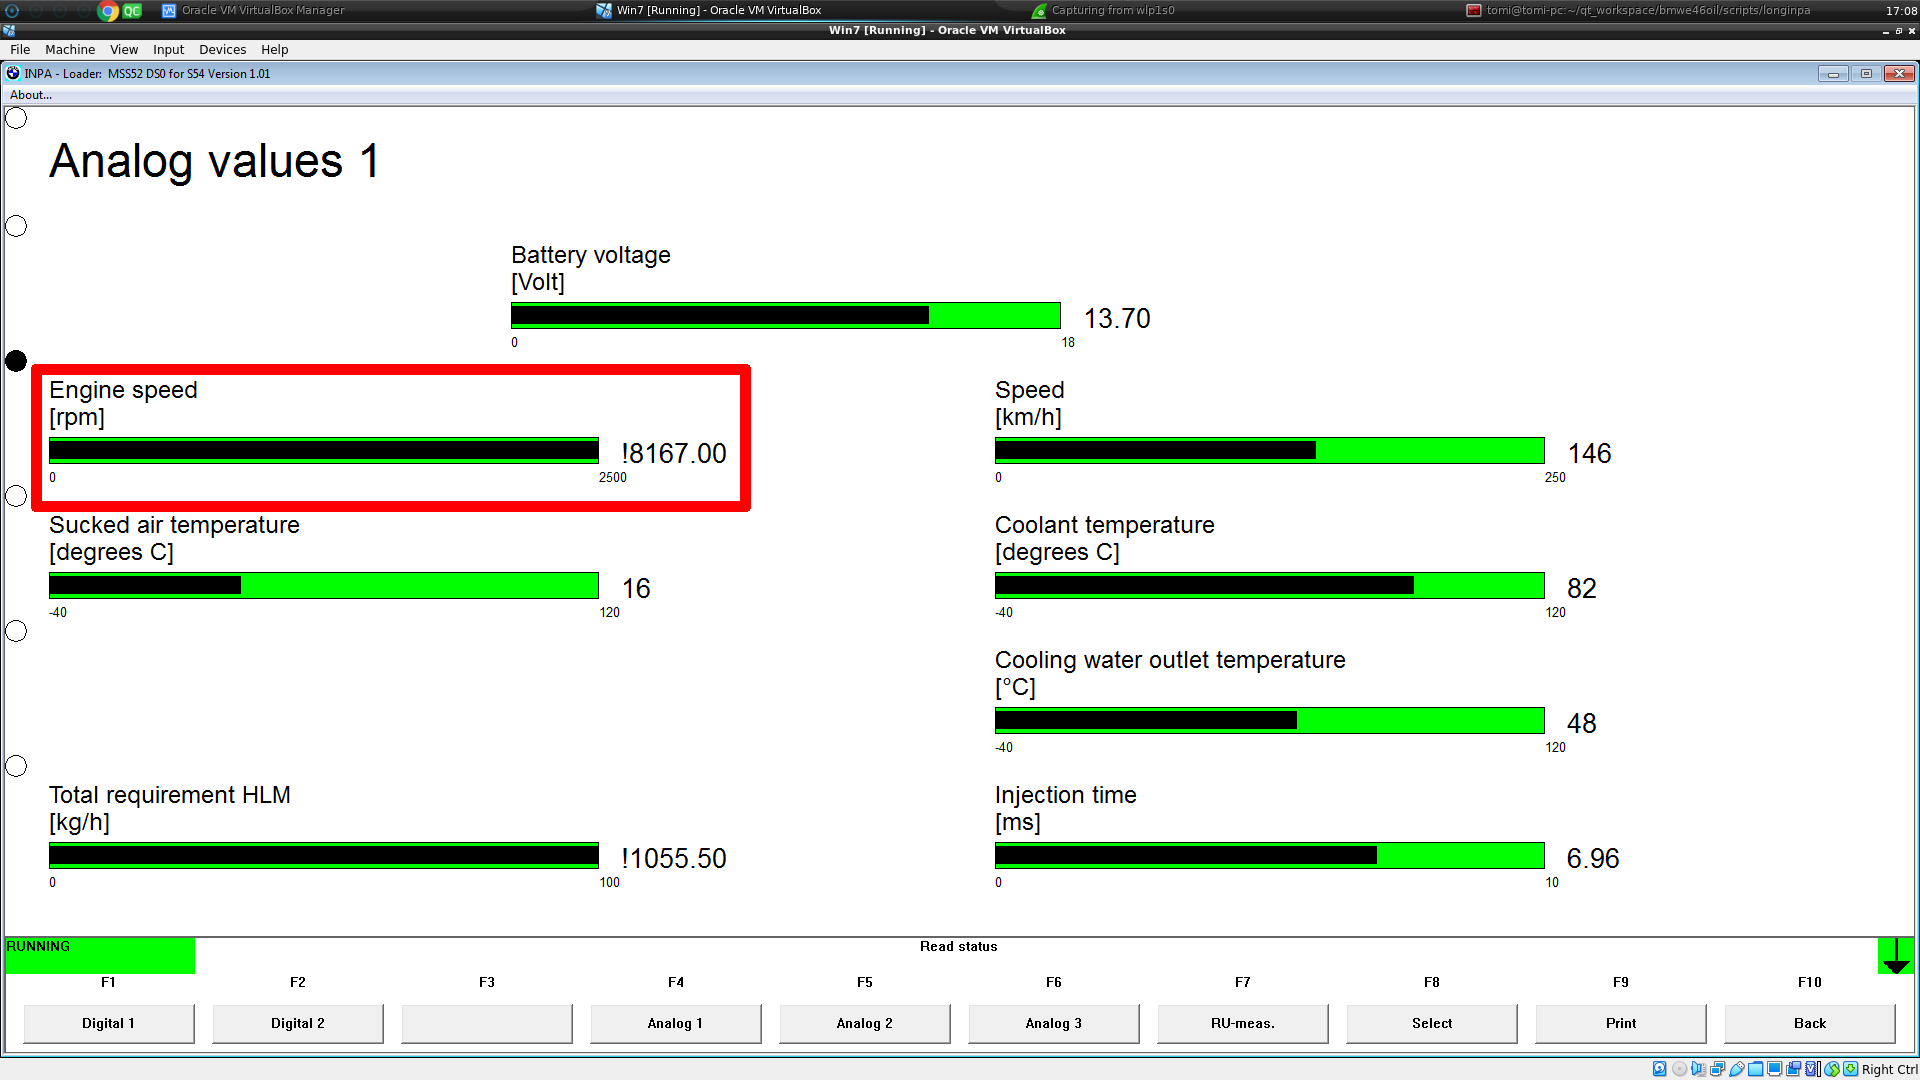 QC
Oracle VM VirtualBox Manager
Win7 [Running] - Oracle VM VirtualBox
Capturing from wlp1s0
tomi@tomi-pc:~/qt_workspace/bmwe46oil/scripts/longinpa
17:08
Win7 [Running] - Oracle VM VirtualBox
File Machine View Input Devices Help
INPA - Loader: MSS52 DS0 for S54 Version 1.01
About...
Analog values 1
Battery voltage
[Volt]
13.70
0 18
Engine speed
[rpm]
!8167.00
0 2500
Speed
[km/h]
146
0 250
Sucked air temperature
[degrees C]
16
-40 120
Coolant temperature
[degrees C]
82
-40 120
Cooling water outlet temperature
[°C]
48
-40 120
Total requirement HLM
[kg/h]
!1055.50
0 100
Injection time
[ms]
6.96
0 10
RUNNING
Read status
F1 F2 F3 F4 F5 F6 F7 F8 F9 F10
Digital 1 Digital 2 Analog 1 Analog 2 Analog 3 RU-meas. Select Print Back
Right Ctrl